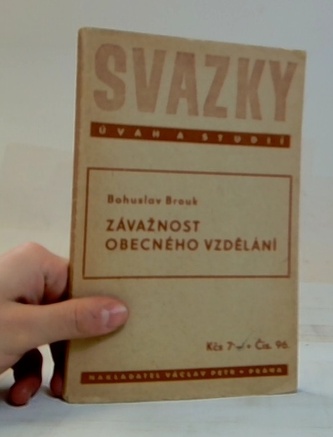 SVAZKY
ÚVAH A STUDIÍ
Bohuslav Brouk
ZÁVAŽNOST
OBECNÉHO VZDĚLÁNÍ
Kčs 7·— • Čís. 96.
NAKLADATEL VÁCLAV PETR • PRAHA